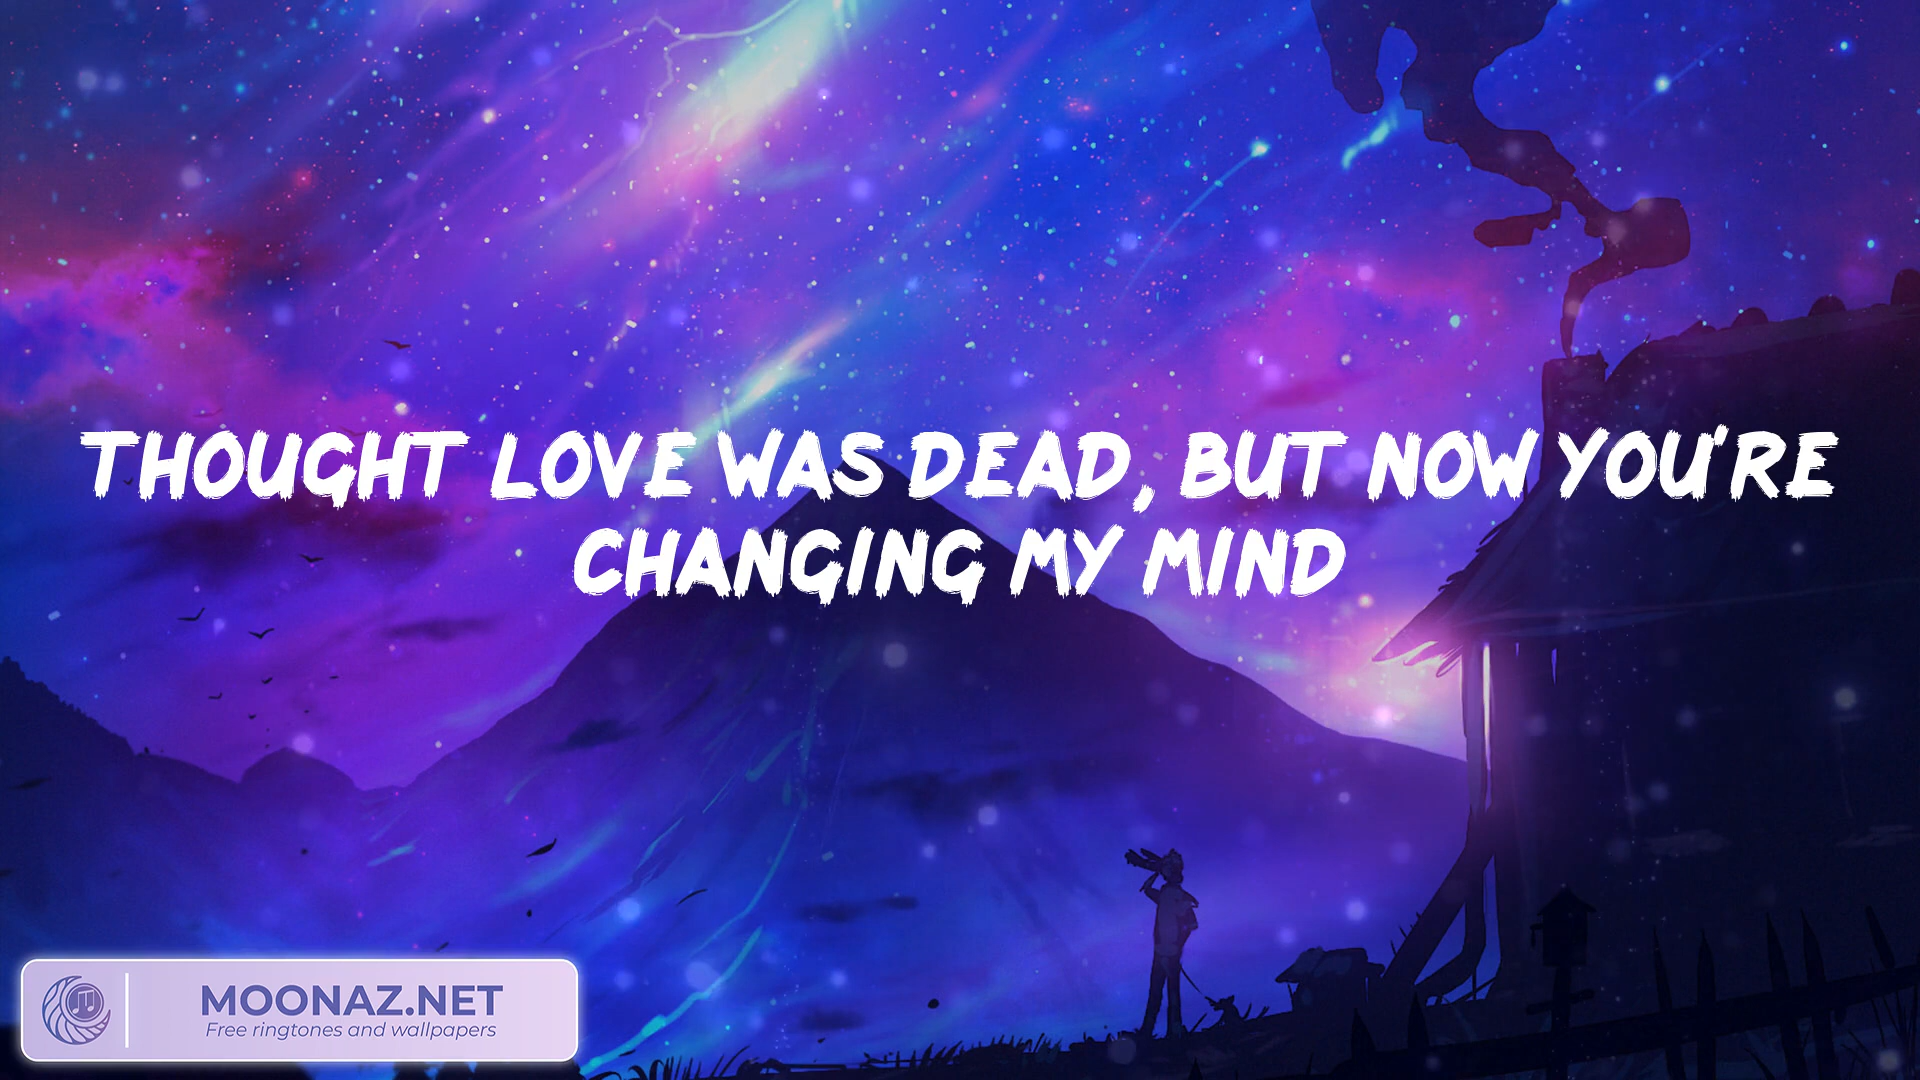 THOUGHT LOVE WAS DEAD, BUT NOW YOU'RE
CHANGING MY MIND
MOONAZ.NET
Free ringtones and wallpapers